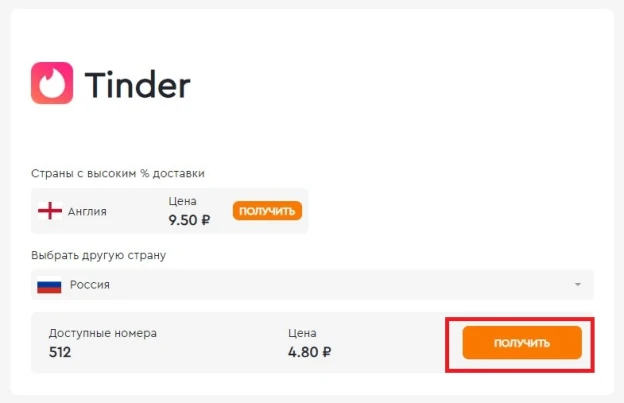 Tinder
Страны с высоким % доставки
Англия
Цена
9.50 ₽
ПОЛУЧИТЬ
Выбрать другую страну
Россия
Доступные номера
512
Цена
4.80 ₽
ПОЛУЧИТЬ